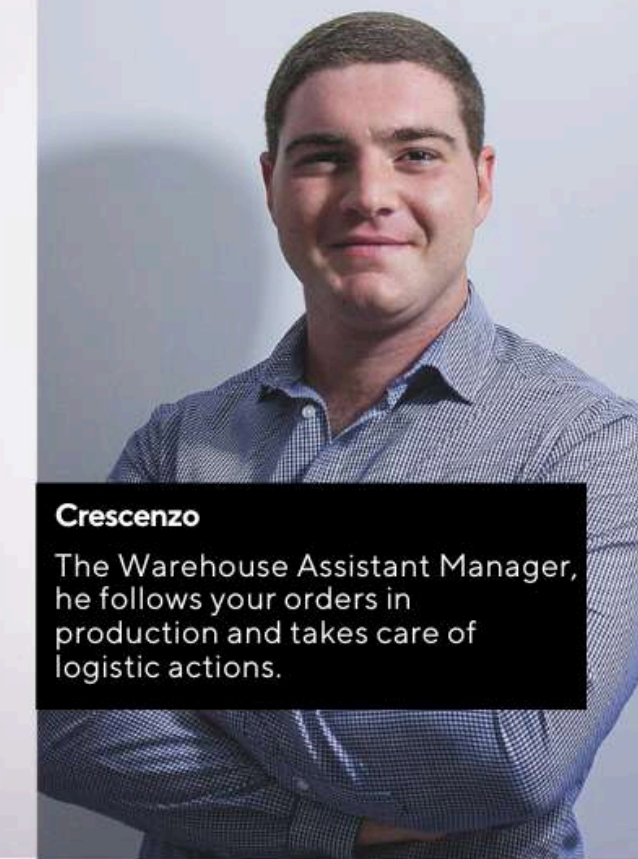 Crescenzo
The Warehouse Assistant Manager,
he follows your orders in
production and takes care of
logistic actions.